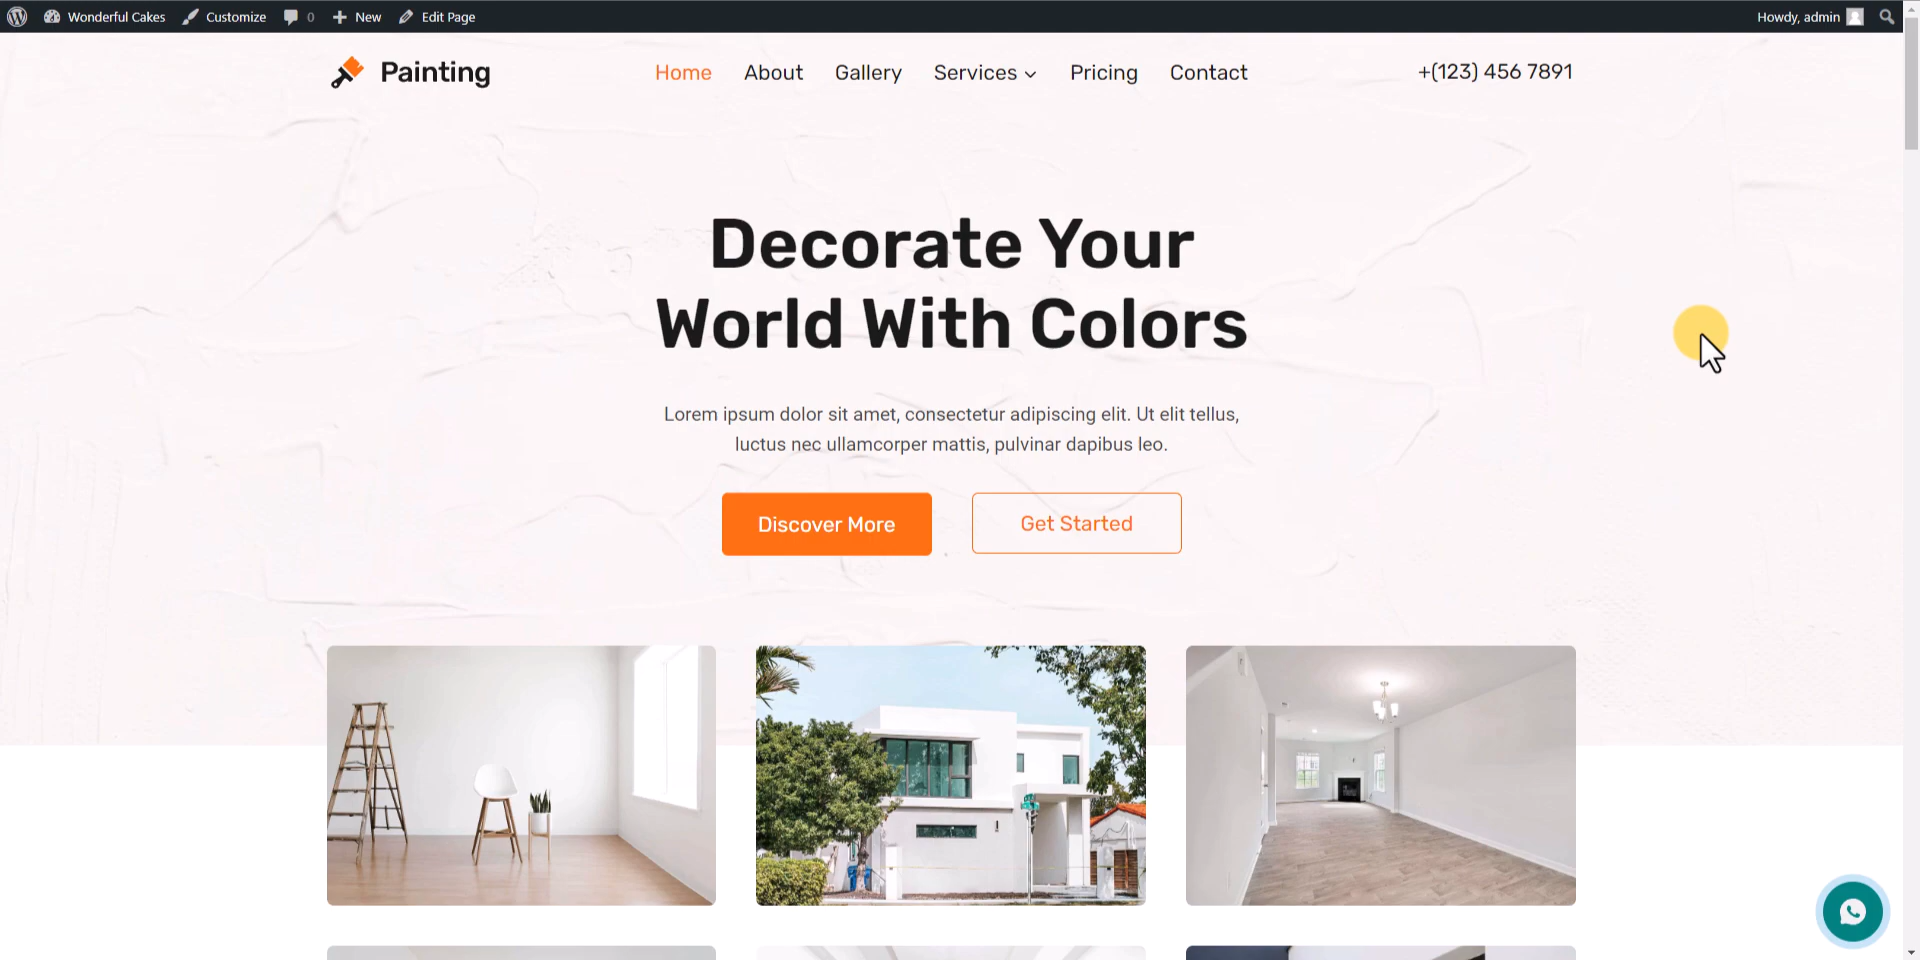 Wonderful Cakes Customize 0 New Edit Page Howdy, admin
Painting Home About Gallery Services Pricing Contact +(123) 456 7891
Decorate Your
World With Colors
Lorem ipsum dolor sit amet, consectetur adipiscing elit. Ut elit tellus,
luctus nec ullamcorper mattis, pulvinar dapibus leo.
Discover More Get Started